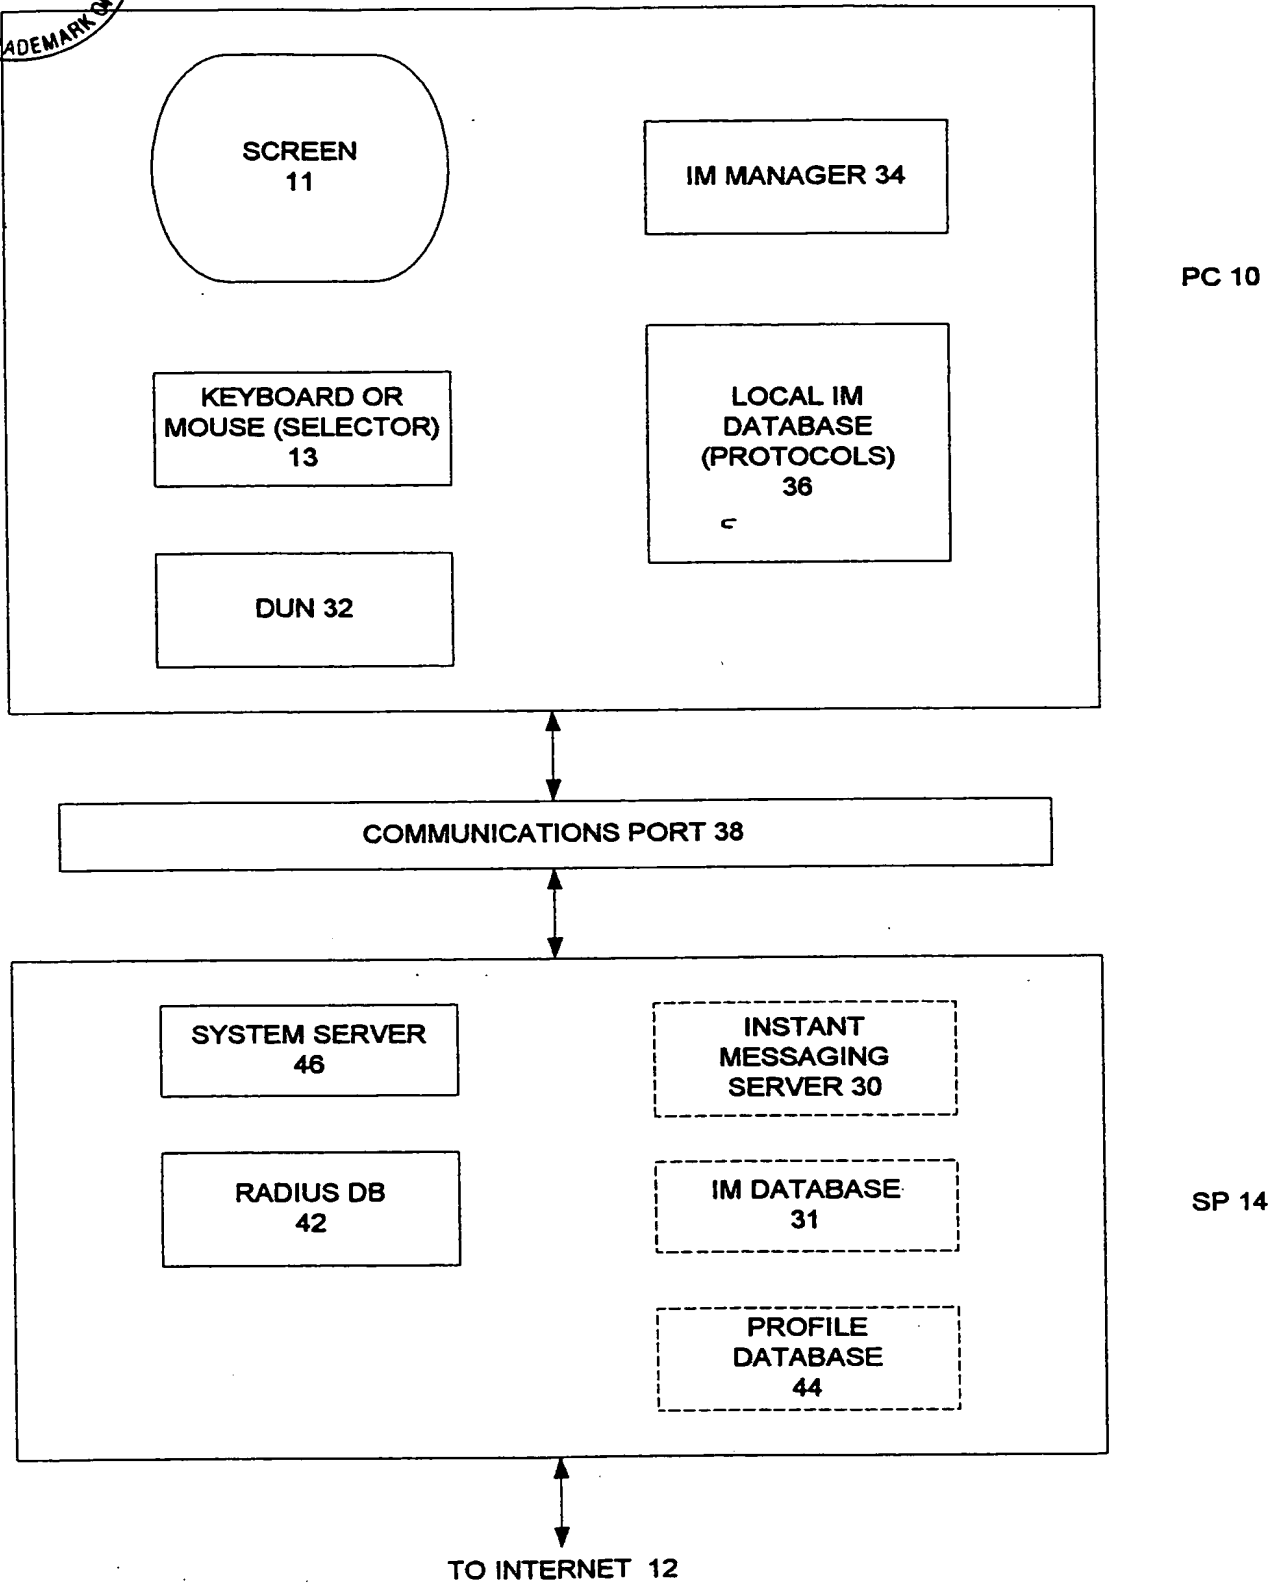 ADEMARK
SCREEN
11
IM MANAGER 34
PC 10
KEYBOARD OR
MOUSE (SELECTOR)
13
LOCAL IM
DATABASE
(PROTOCOLS)
36
DUN 32
COMMUNICATIONS PORT 38
SYSTEM SERVER
46
INSTANT
MESSAGING
SERVER 30
RADIUS DB
42
IM DATABASE
31
SP 14
PROFILE
DATABASE
44
TO INTERNET 12